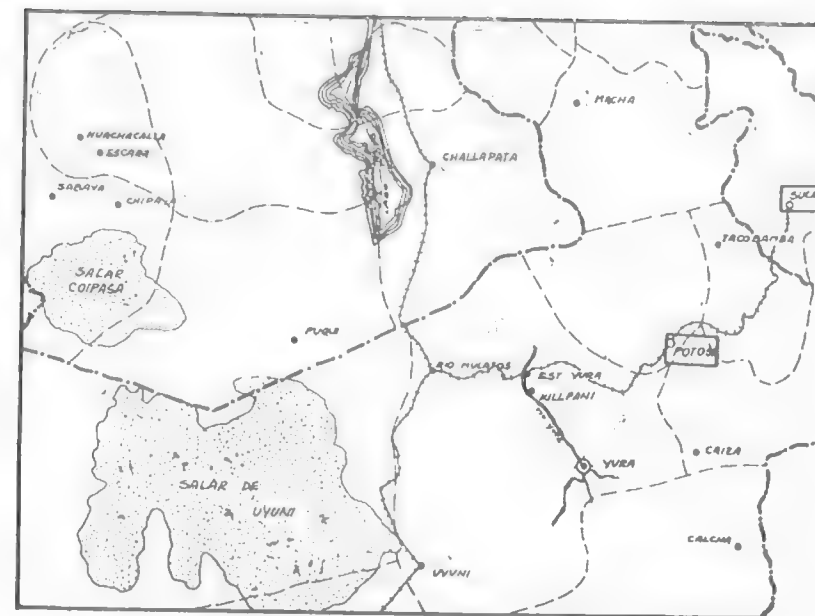 HUACHACALLA
ESCARA
SABAYA
CHIPAYA
SALAR
COIPASA
CHALLAPATA
MACHA
SUCR
TACOBAMBA
POTOSI
PUQUI
RIO MULATOS
EST YURA
KILLPANI
YURA
CAIZA
CALCHA
SALAR DE
UYUNI
UYUNI